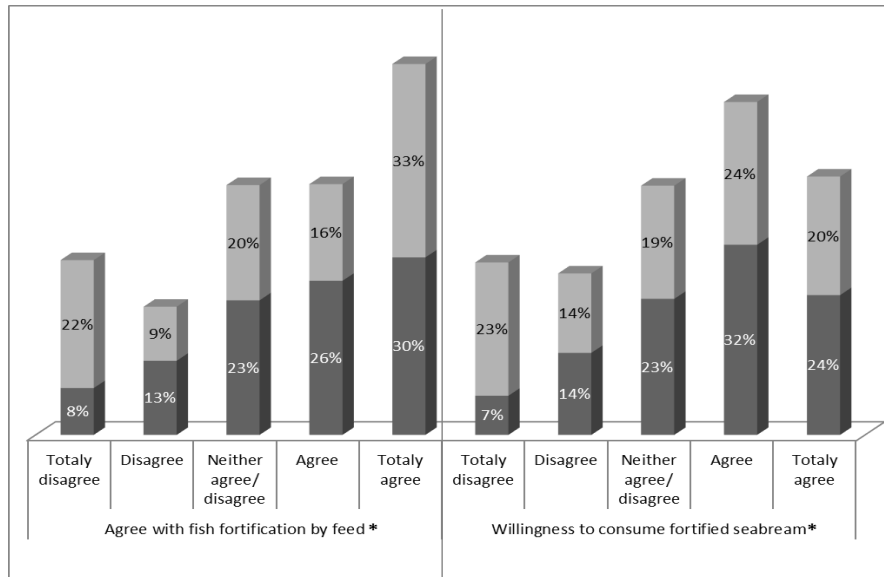 33%
24%
20% 16% 19% 20%
22% 9% 23% 14%
30% 32%
23% 26% 23% 24%
8% 13% 7% 14%
Totaly disagree Disagree Neither agree/ disagree Agree Totaly agree Totaly disagree Disagree Neither agree/ disagree Agree Totaly agree
Agree with fish fortification by feed * Willingness to consume fortified seabream*